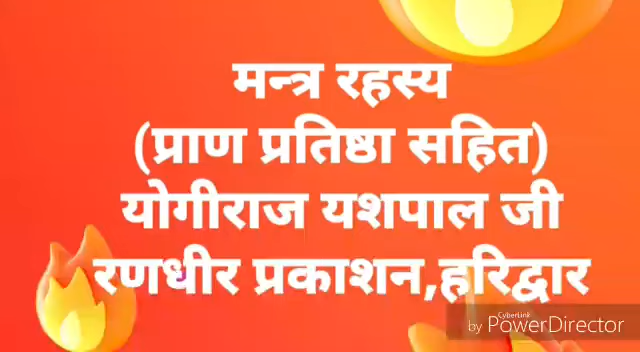 मन्त्र रहस्य
(प्राण प्रतिष्ठा सहित)
योगीराज यशपाल जी
रणधीर प्रकाशन,हरिद्वार
CyberLink
by PowerDirector